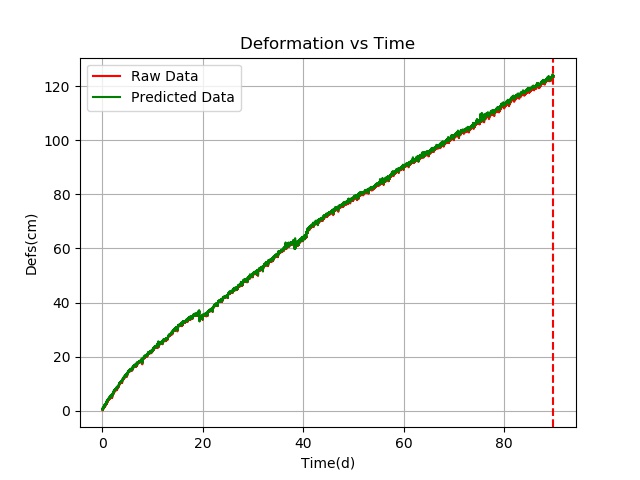 Deformation vs Time
Raw Data
Predicted Data
Defs(cm)
120
100
80
60
40
20
0
0 20 40 60 80
Time(d)